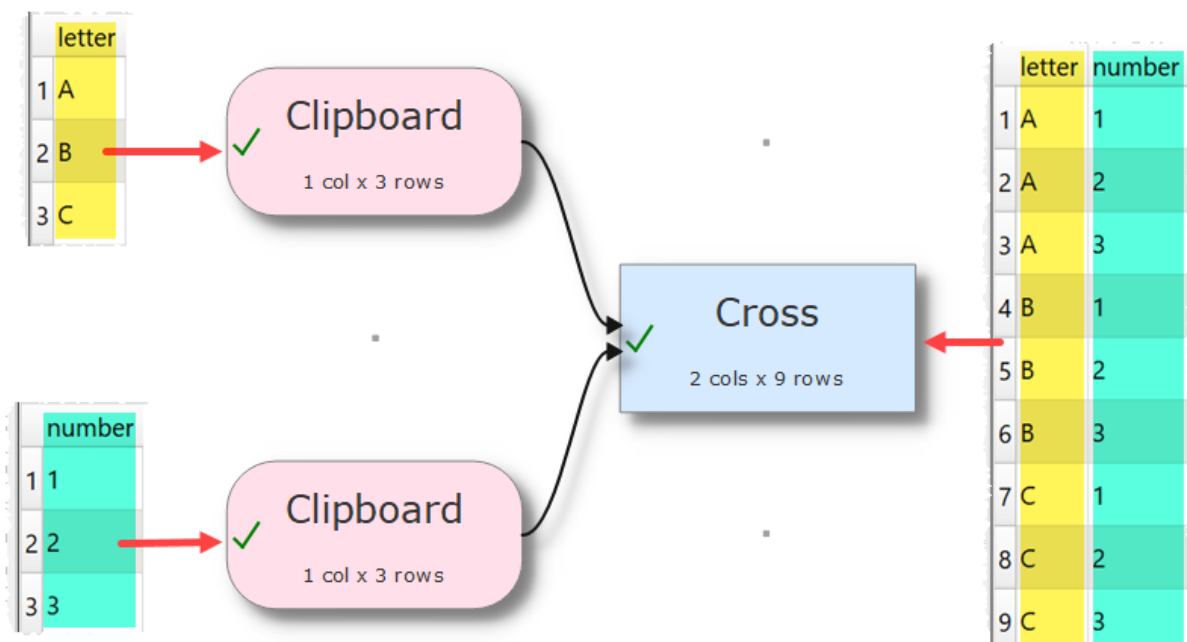 letter
1 A
2 B
3 C
Clipboard
1 col x 3 rows
number
1 1
2 2
3 3
Clipboard
1 col x 3 rows
Cross
2 cols x 9 rows
letter number
1 A 1
2 A 2
3 A 3
4 B 1
5 B 2
6 B 3
7 C 1
8 C 2
9 C 3